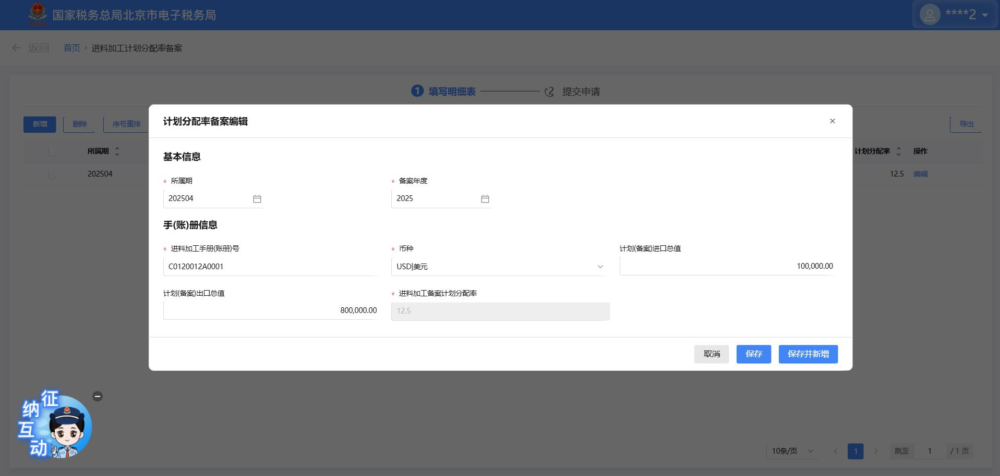 国家税务总局北京市电子税务局
****2
返回 首页 > 进料加工计划分配率备案
1 填写明细表 2 提交申请
新增 删除 序号重排 导出
所属期 计划分配率 操作
202504 12.5 编辑
计划分配率备案编辑 ×
基本信息
* 所属期 * 备案年度
202504 2025
手(账)册信息
* 进料加工手册(账册)号 * 币种 计划(备案)进口总值
C0120012A0001 USD|美元 100,000.00
计划(备案)出口总值 * 进料加工备案计划分配率
800,000.00 12.5
取消 保存 保存并新增
征纳互动
10条/页 < 1 > 跳至 1 / 1 页